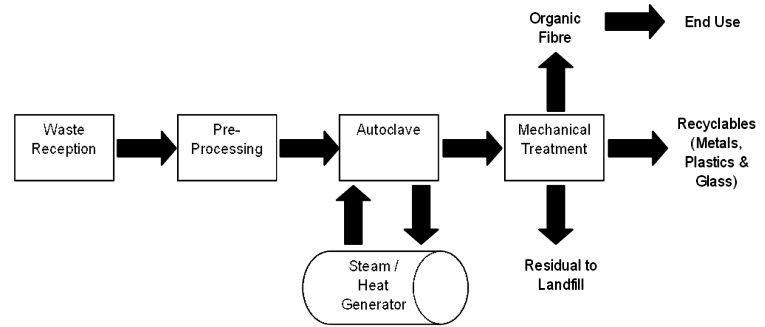 Organic
Fibre
End Use
Waste
Reception
Pre-
Processing
Autoclave
Mechanical
Treatment
Recyclables
(Metals,
Plastics &
Glass)
Steam /
Heat
Generator
Residual to
Landfill